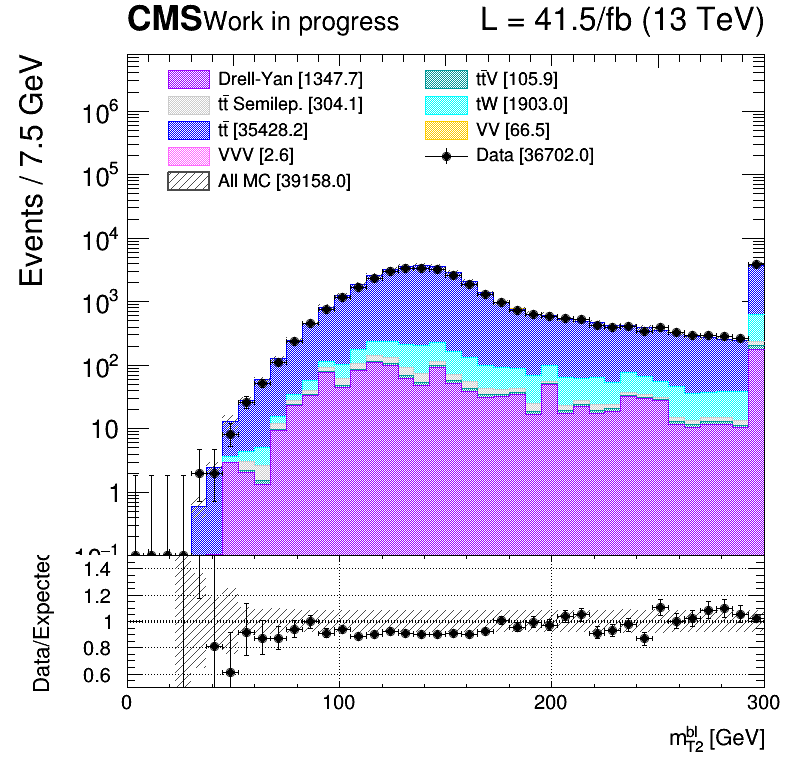 CMS Work in progress L = 41.5/fb (13 TeV)
Events / 7.5 GeV
Drell-Yan [1347.7]
tt̄ Semilep. [304.1]
tt̄ [35428.2]
VVV [2.6]
All MC [39158.0]
tt̄V [105.9]
tW [1903.0]
VV [66.5]
Data [36702.0]
10⁶
10⁵
10⁴
10³
10²
10
1
10⁻¹
Data/Expected
1.4
1.2
1
0.8
0.6
0 100 200 300
m_{T2}^{bl} [GeV]